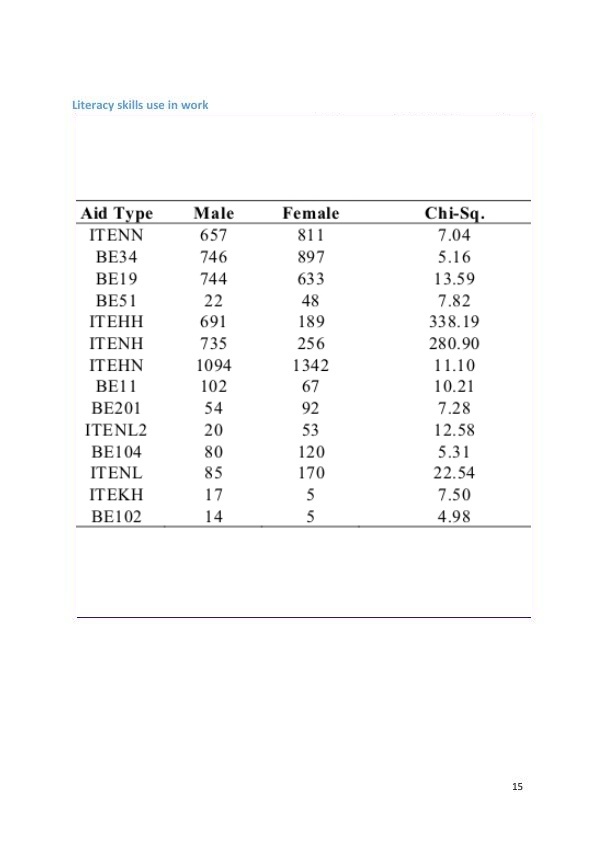 Literacy skills use in work
Aid Type Male Female Chi-Sq.
ITENN 657 811 7.04
BE34 746 897 5.16
BE19 744 633 13.59
BE51 22 48 7.82
ITEHH 691 189 338.19
ITENH 735 256 280.90
ITEHN 1094 1342 11.10
BE11 102 67 10.21
BE201 54 92 7.28
ITENL2 20 53 12.58
BE104 80 120 5.31
ITENL 85 170 22.54
ITEKH 17 5 7.50
BE102 14 5 4.98
15